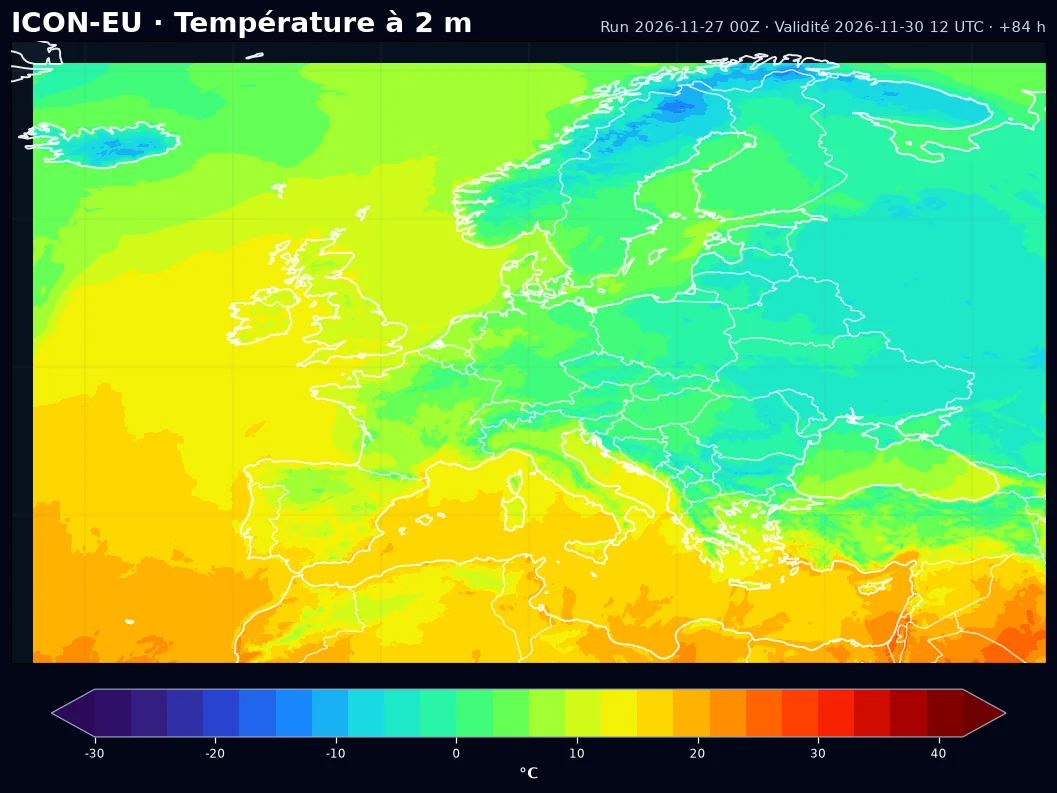 ICON-EU · Température à 2 m
Run 2026-11-27 00Z · Validité 2026-11-30 12 UTC · +84 h
-30 -20 -10 0 10 20 30 40
°C